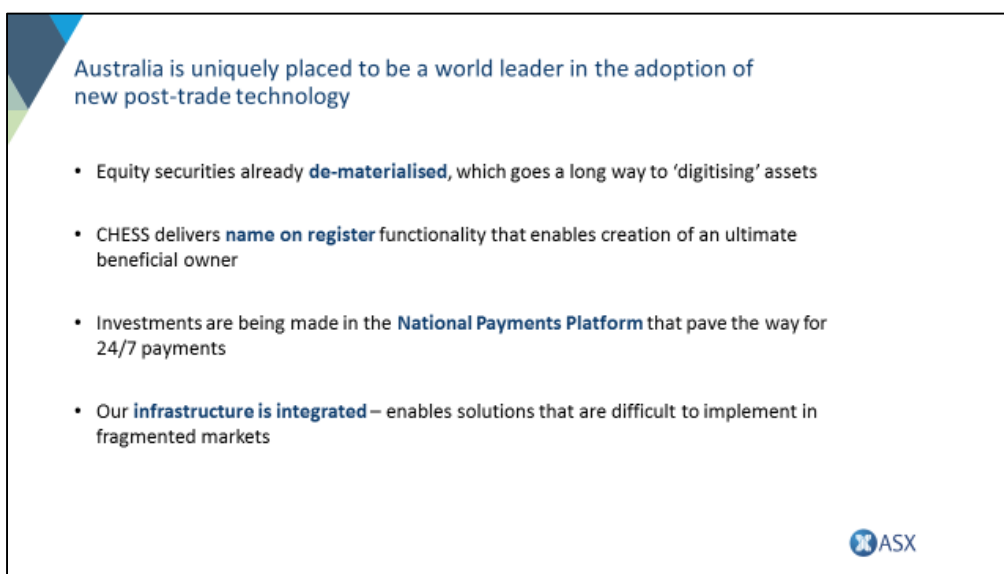 Australia is uniquely placed to be a world leader in the adoption of
new post-trade technology
• Equity securities already de-materialised, which goes a long way to ‘digitising’ assets
• CHESS delivers name on register functionality that enables creation of an ultimate
beneficial owner
• Investments are being made in the National Payments Platform that pave the way for
24/7 payments
• Our infrastructure is integrated – enables solutions that are difficult to implement in
fragmented markets
ASX